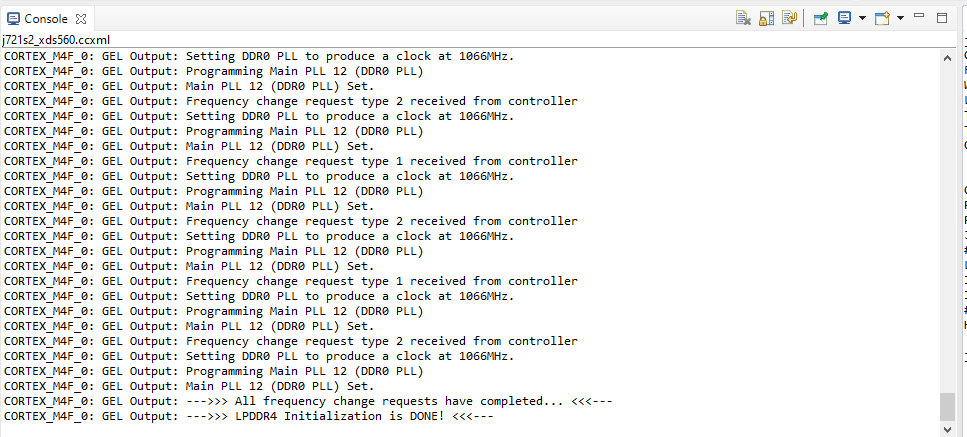 Console
j721s2_xds560.ccxml
CORTEX_M4F_0: GEL Output: Setting DDR0 PLL to produce a clock at 1066MHz.
CORTEX_M4F_0: GEL Output: Programming Main PLL 12 (DDR0 PLL)
CORTEX_M4F_0: GEL Output: Main PLL 12 (DDR0 PLL) Set.
CORTEX_M4F_0: GEL Output: Frequency change request type 2 received from controller
CORTEX_M4F_0: GEL Output: Setting DDR0 PLL to produce a clock at 1066MHz.
CORTEX_M4F_0: GEL Output: Programming Main PLL 12 (DDR0 PLL)
CORTEX_M4F_0: GEL Output: Main PLL 12 (DDR0 PLL) Set.
CORTEX_M4F_0: GEL Output: Frequency change request type 1 received from controller
CORTEX_M4F_0: GEL Output: Setting DDR0 PLL to produce a clock at 1066MHz.
CORTEX_M4F_0: GEL Output: Programming Main PLL 12 (DDR0 PLL)
CORTEX_M4F_0: GEL Output: Main PLL 12 (DDR0 PLL) Set.
CORTEX_M4F_0: GEL Output: Frequency change request type 2 received from controller
CORTEX_M4F_0: GEL Output: Setting DDR0 PLL to produce a clock at 1066MHz.
CORTEX_M4F_0: GEL Output: Programming Main PLL 12 (DDR0 PLL)
CORTEX_M4F_0: GEL Output: Main PLL 12 (DDR0 PLL) Set.
CORTEX_M4F_0: GEL Output: Frequency change request type 1 received from controller
CORTEX_M4F_0: GEL Output: Setting DDR0 PLL to produce a clock at 1066MHz.
CORTEX_M4F_0: GEL Output: Programming Main PLL 12 (DDR0 PLL)
CORTEX_M4F_0: GEL Output: Main PLL 12 (DDR0 PLL) Set.
CORTEX_M4F_0: GEL Output: Frequency change request type 2 received from controller
CORTEX_M4F_0: GEL Output: Setting DDR0 PLL to produce a clock at 1066MHz.
CORTEX_M4F_0: GEL Output: Programming Main PLL 12 (DDR0 PLL)
CORTEX_M4F_0: GEL Output: Main PLL 12 (DDR0 PLL) Set.
CORTEX_M4F_0: GEL Output: --->>> All frequency change requests have completed... <<<---
CORTEX_M4F_0: GEL Output: --->>> LPDDR4 Initialization is DONE! <<<---